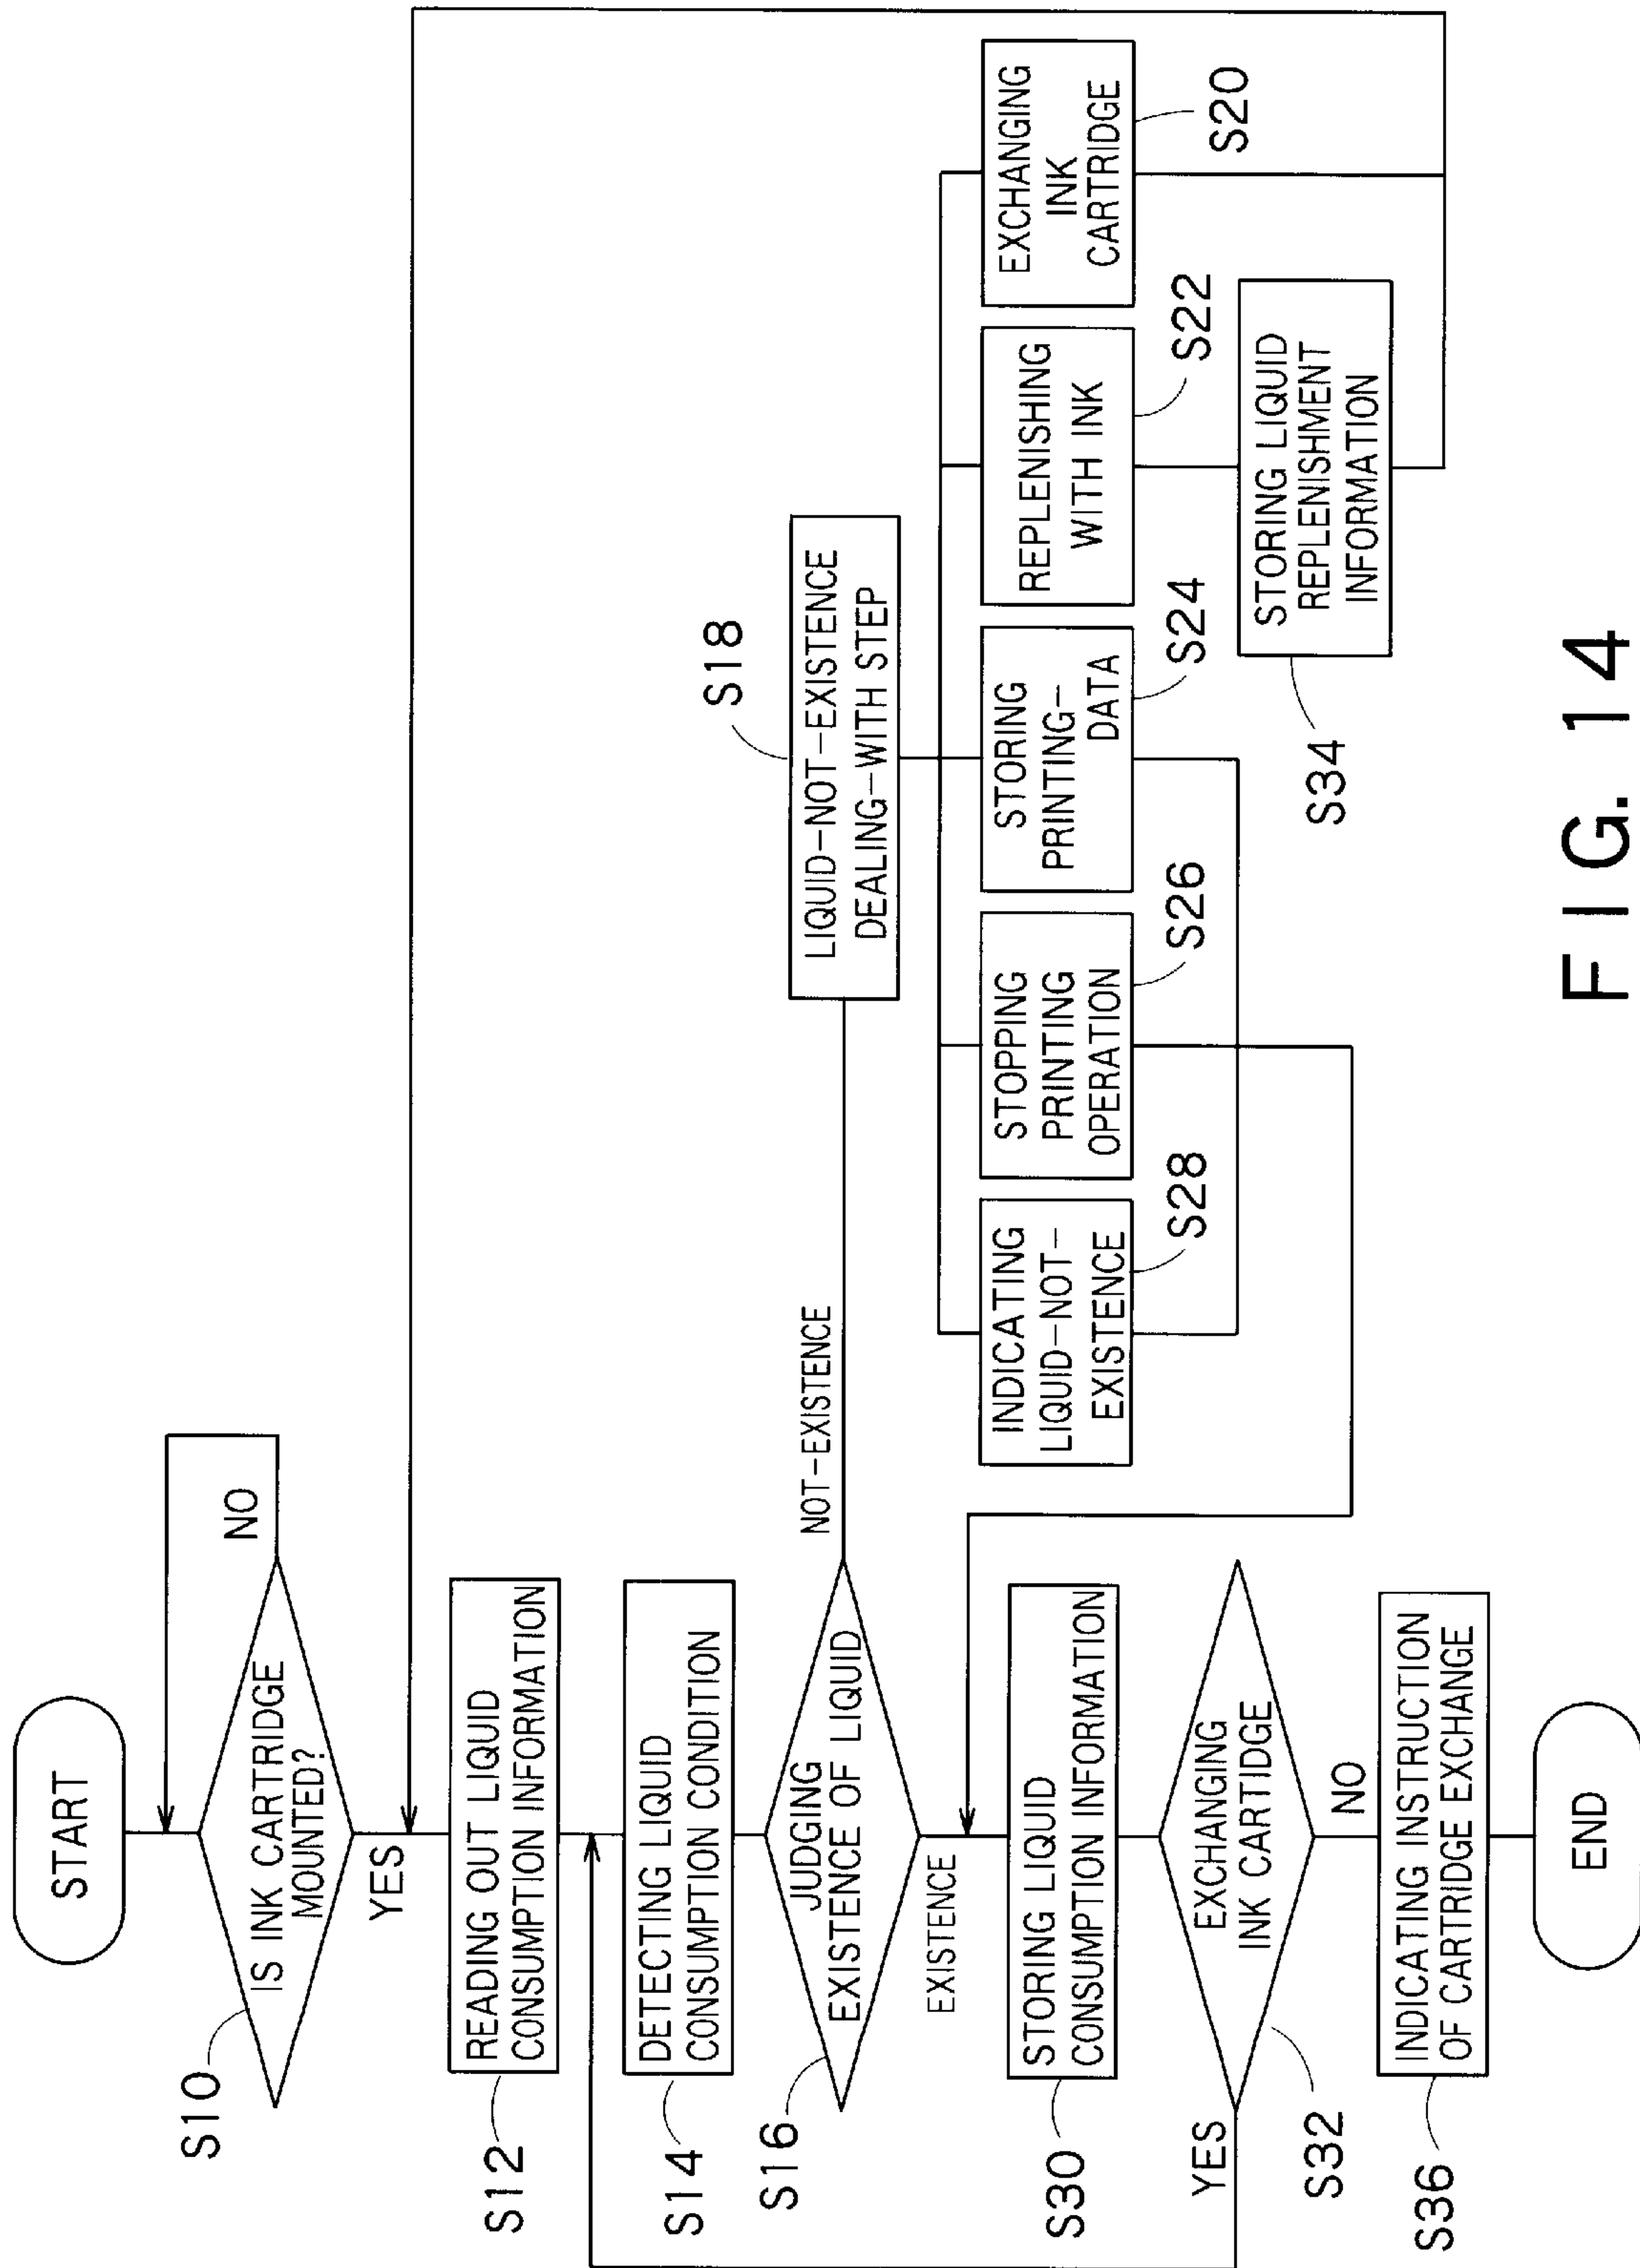 START
S10
IS INK CARTRIDGE
MOUNTED?
NO
YES
S12
READING OUT LIQUID
CONSUMPTION INFORMATION
S14
DETECTING LIQUID
CONSUMPTION CONDITION
S16
JUDGING
EXISTENCE OF LIQUID
NOT-EXISTENCE
EXISTENCE
S18
LIQUID-NOT-EXISTENCE
DEALING-WITH STEP
INDICATING
LIQUID-NOT-
EXISTENCE
S28
STOPPING
PRINTING
OPERATION
S26
STORING
PRINTING-
DATA
S24
REPLENISHING
WITH INK
S22
EXCHANGING
INK
CARTRIDGE
S20
S34
STORING LIQUID
REPLENISHMENT
INFORMATION
S30
STORING LIQUID
CONSUMPTION INFORMATION
YES
S32
EXCHANGING
INK CARTIDGE
NO
S36
INDICATING INSTRUCTION
OF CARTRIDGE EXCHANGE
END
FIG. 14